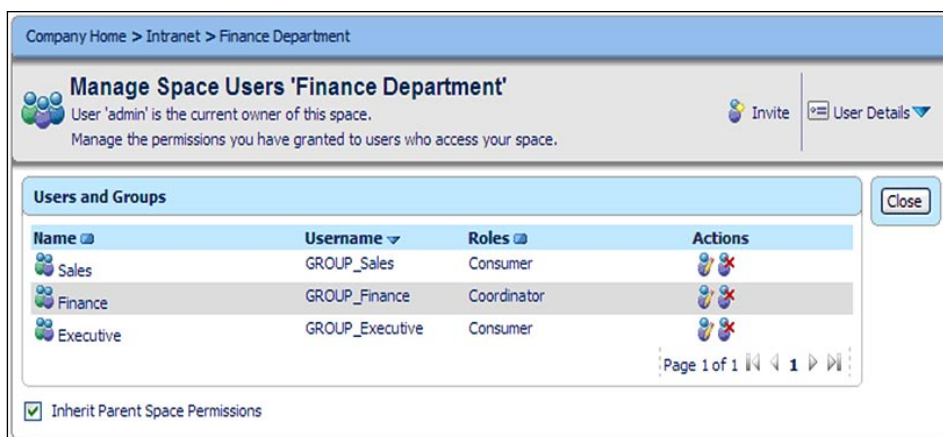 Company Home > Intranet > Finance Department
Manage Space Users 'Finance Department'
User 'admin' is the current owner of this space.
Manage the permissions you have granted to users who access your space.
Invite
User Details
Users and Groups
Close
Name Username Roles Actions
Sales GROUP_Sales Consumer
Finance GROUP_Finance Coordinator
Executive GROUP_Executive Consumer
Page 1 of 1 1
Inherit Parent Space Permissions